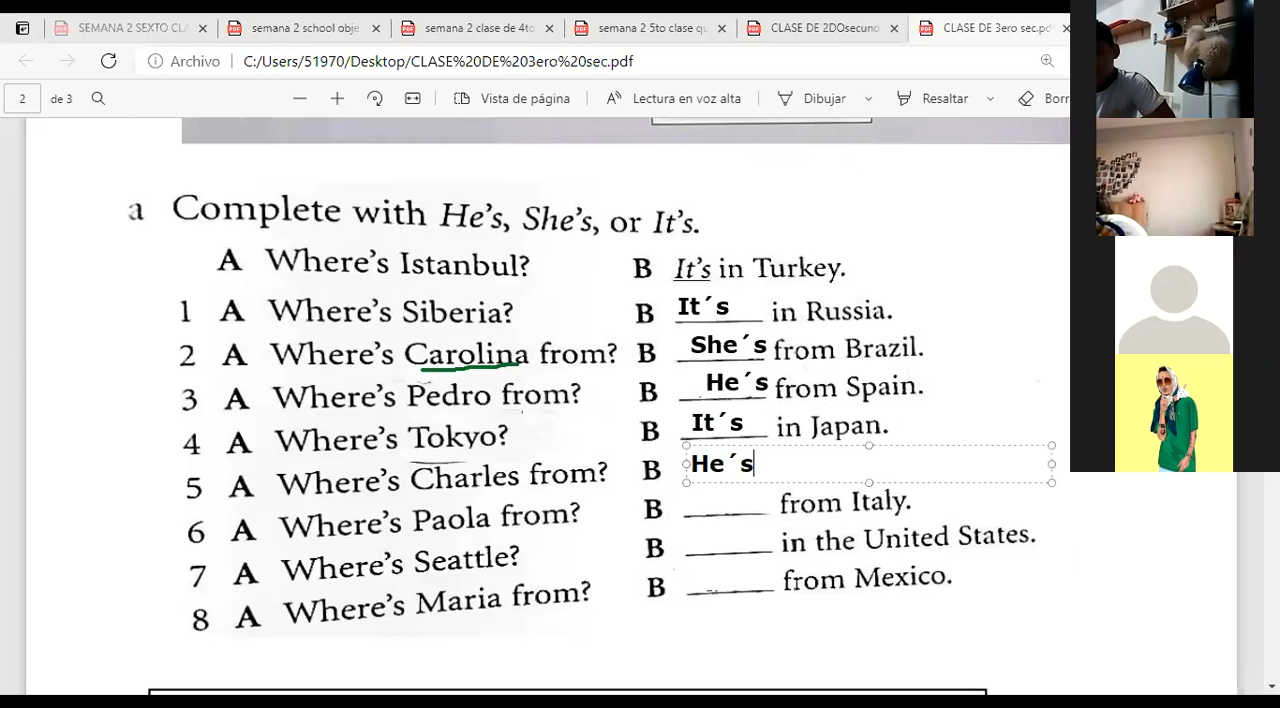 SEMANA 2 SEXTO CLA
semana 2 school obje
semana 2 clase de 4to
semana 2 5to clase qu
CLASE DE 2DOsecund
CLASE DE 3ero sec.pdf
Archivo C:/Users/51970/Desktop/CLASE%20DE%203ero%20sec.pdf
2 de 3 Vista de página Lectura en voz alta Dibujar Resaltar Borr
a Complete with He's, She's, or It's.
A Where's Istanbul? B It's in Turkey.
1 A Where's Siberia? B It´s in Russia.
2 A Where's Carolina from? B She´s from Brazil.
3 A Where's Pedro from? B He´s from Spain.
4 A Where's Tokyo? B It´s in Japan.
5 A Where's Charles from? B He´s
6 A Where's Paola from? B ______ from Italy.
7 A Where's Seattle? B ______ in the United States.
8 A Where's Maria from? B ______ from Mexico.